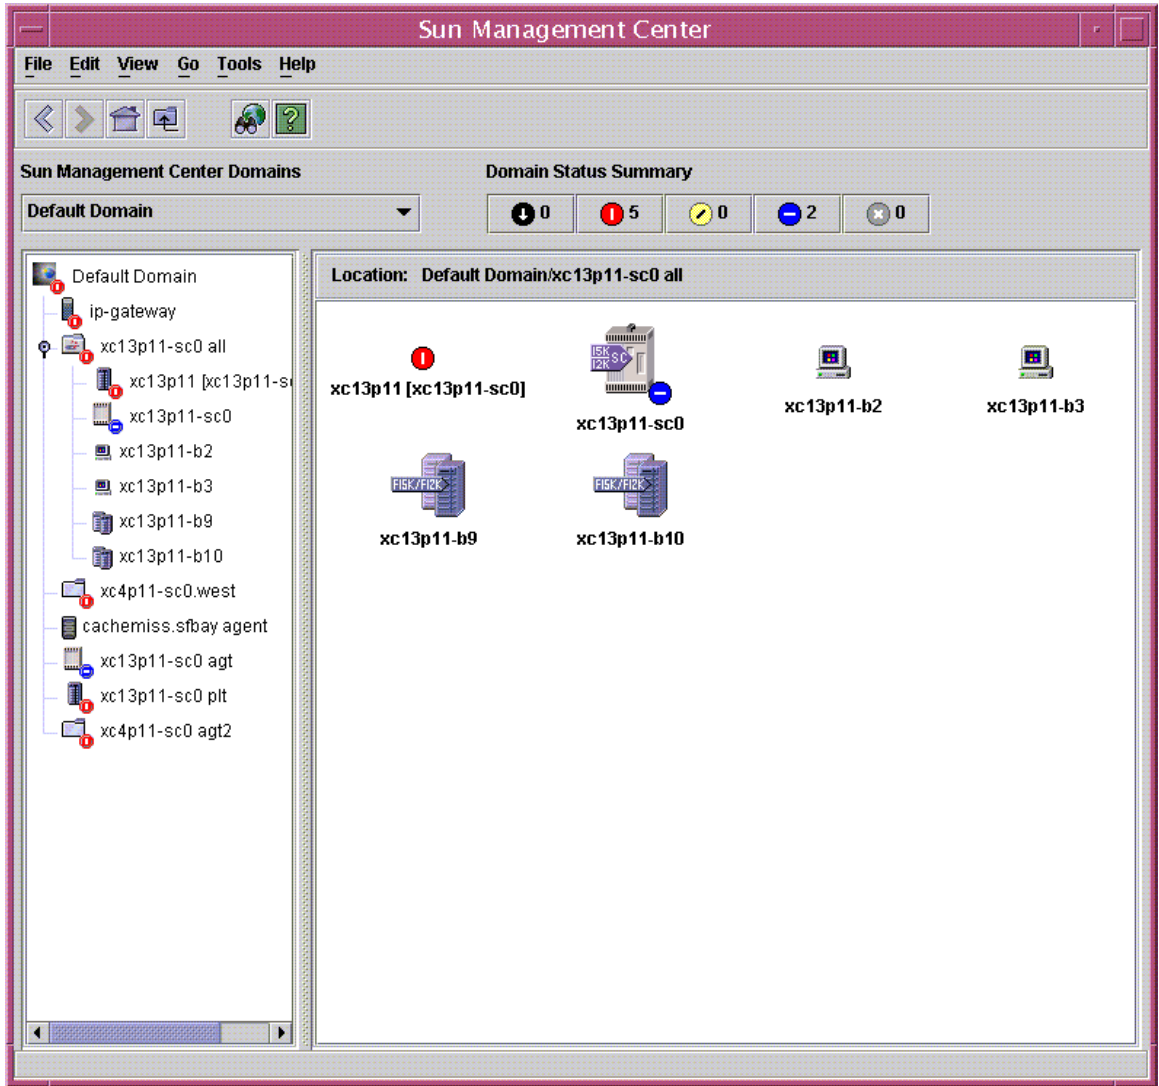 Sun Management Center
File Edit View Go Tools Help
Sun Management Center Domains
Domain Status Summary
Default Domain
0 5 0 2 0
Default Domain
ip-gateway
xc13p11-sc0 all
xc13p11 [xc13p11-s
xc13p11-sc0
xc13p11-b2
xc13p11-b3
xc13p11-b9
xc13p11-b10
xc4p11-sc0.west
cachemiss.sfbay agent
xc13p11-sc0 agt
xc13p11-sc0 plt
xc4p11-sc0 agt2
Location: Default Domain/xc13p11-sc0 all
xc13p11 [xc13p11-sc0]
15K
12K
SC
xc13p11-sc0
xc13p11-b2
xc13p11-b3
F15K/F12K
xc13p11-b9
F15K/F12K
xc13p11-b10